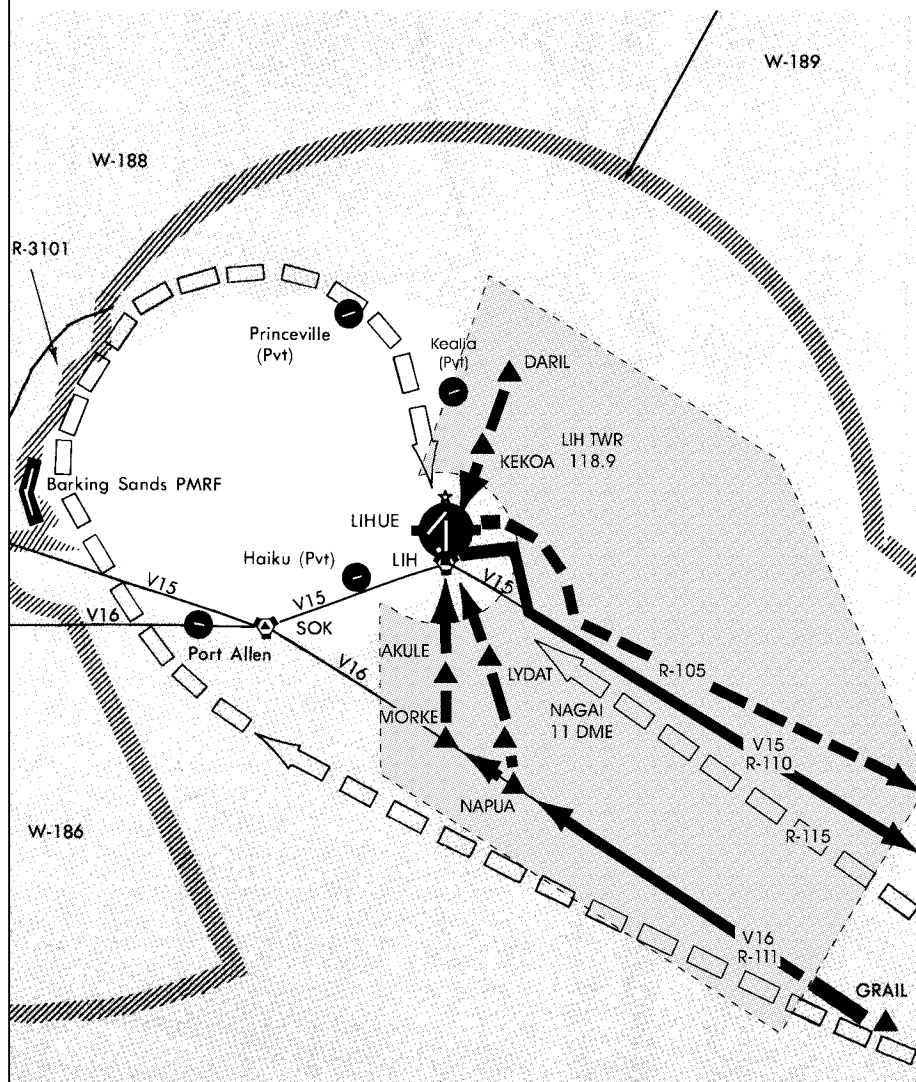 W-189
W-188
R-3101
Princeville
(Pvt)
Kealia
(Pvt)
DARIL
LIH TWR
118.9
KEKOA
Barking Sands PMRF
LIHUE
Haiku (Pvt)
LIH
V15
V15
V15
V16
SOK
Port Allen
V16
AKULE
LYDAT
R-105
MORKE
NAGAI
11 DME
V15
R-110
NAPUA
R-115
W-186
V16
R-111
GRAIL